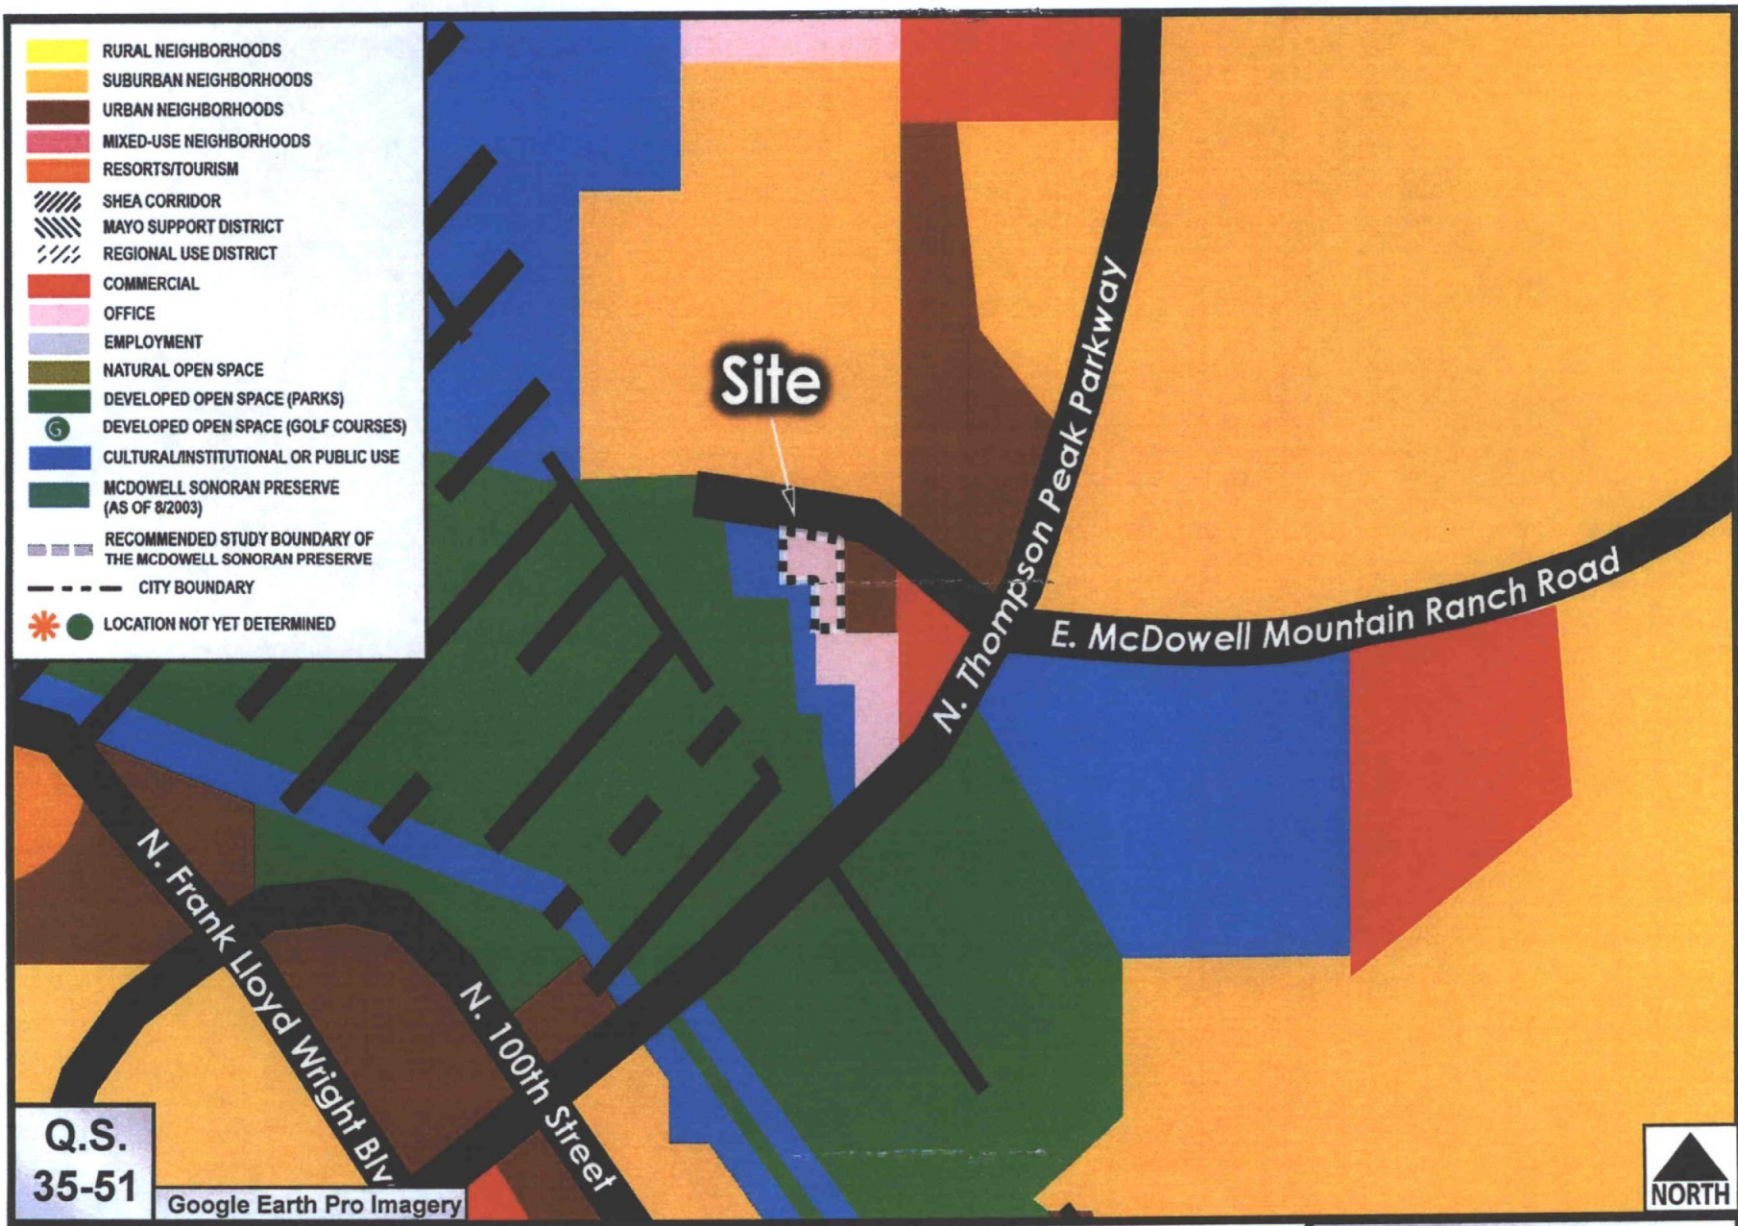 RURAL NEIGHBORHOODS
SUBURBAN NEIGHBORHOODS
URBAN NEIGHBORHOODS
MIXED-USE NEIGHBORHOODS
RESORTS/TOURISM
SHEA CORRIDOR
MAYO SUPPORT DISTRICT
REGIONAL USE DISTRICT
COMMERCIAL
OFFICE
EMPLOYMENT
NATURAL OPEN SPACE
DEVELOPED OPEN SPACE (PARKS)
G
DEVELOPED OPEN SPACE (GOLF COURSES)
CULTURAL/INSTITUTIONAL OR PUBLIC USE
MCDOWELL SONORAN PRESERVE
(AS OF 8/2003)
RECOMMENDED STUDY BOUNDARY OF
THE MCDOWELL SONORAN PRESERVE
CITY BOUNDARY
LOCATION NOT YET DETERMINED
Site
N. Thompson Peak Parkway
E. McDowell Mountain Ranch Road
N. Frank Lloyd Wright Blv
N. 100th Street
Q.S.
35-51
Google Earth Pro Imagery
NORTH